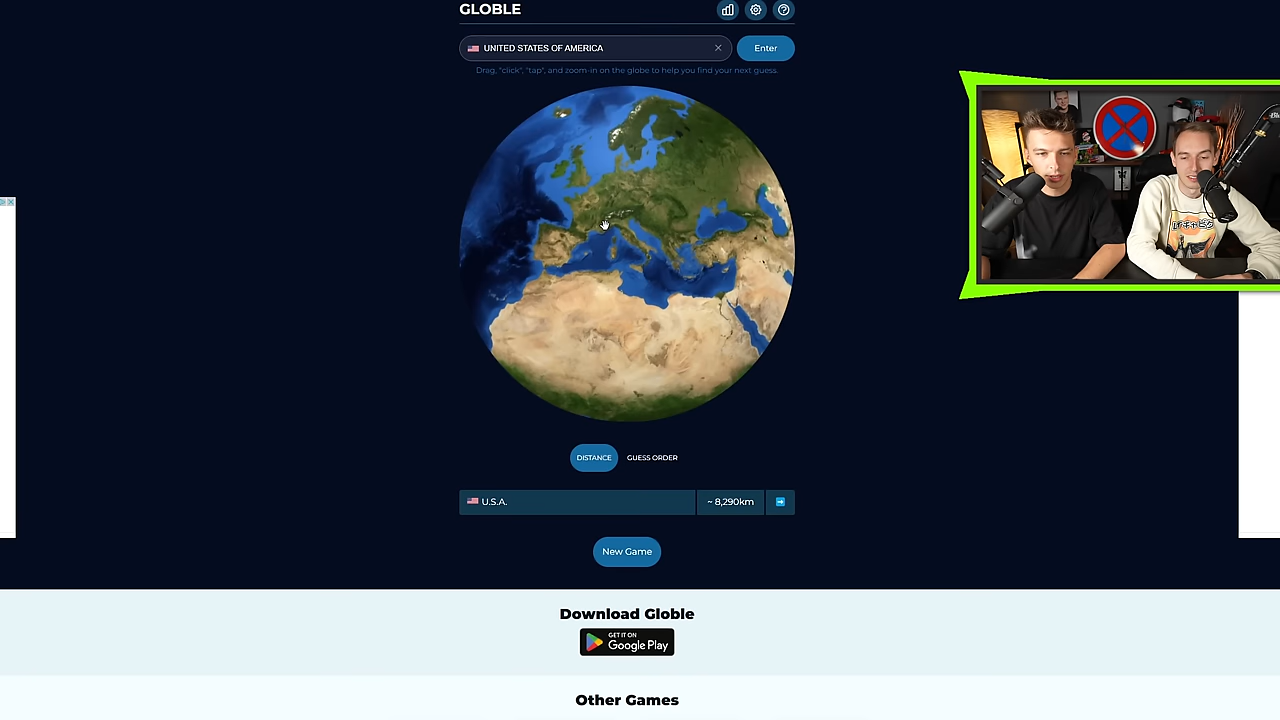 GLOBLE
UNITED STATES OF AMERICA
Enter
Drag, "click", "tap", and zoom-in on the globe to help you find your next guess.
DISTANCE
GUESS ORDER
U.S.A.
~ 8,290km
New Game
Download Globle
GET IT ON
Google Play
Other Games